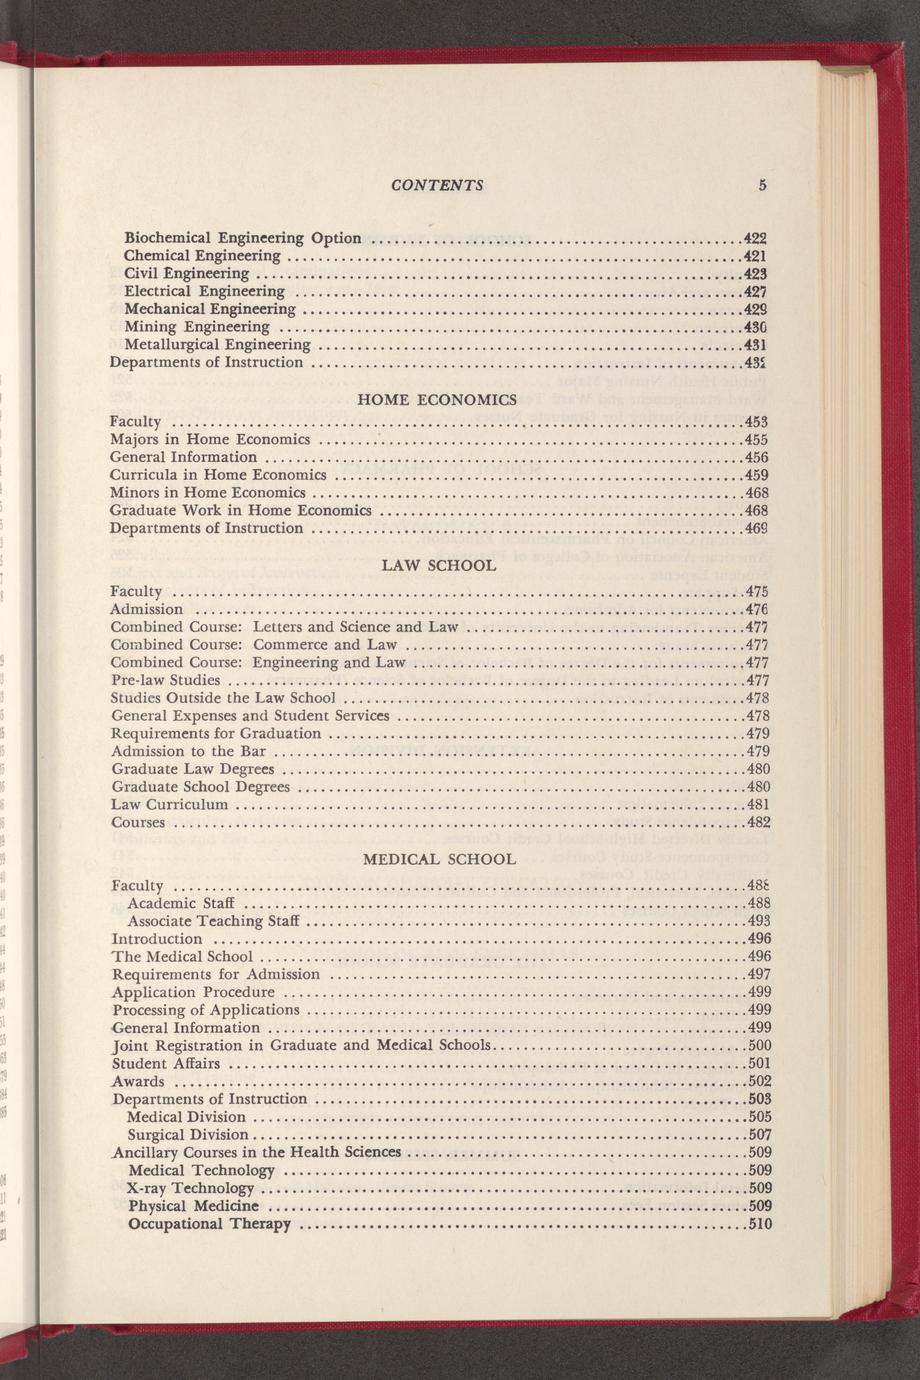 CONTENTS 5
Biochemical Engineering Option ................................................422
Chemical Engineering ...........................................................421
Civil Engineering ...............................................................423
Electrical Engineering ..........................................................427
Mechanical Engineering .........................................................429
Mining Engineering ............................................................430
Metallurgical Engineering .......................................................431
Departments of Instruction ........................................................
HOME ECONOMICS
Faculty ..........................................................................453
Majors in Home Economics .......................................................455
General Information ..............................................................456
Curricula in Home Economics .....................................................459
Minors in Home Economics ........................................................468
Graduate Work in Home Economics ...............................................468
Departments of Instruction ........................................................469
LAW SCHOOL
Faculty ..........................................................................475
Admission .......................................................................476
Combined Course: Letters and Science and Law ....................................477
Combined Course: Commerce and Law ............................................477
Combined Course: Engineering and Law ...........................................477
Pre-law Studies ...................................................................477
Studies Outside the Law School ....................................................478
General Expenses and Student Services .............................................478
Requirements for Graduation ......................................................479
Admission to the Bar .............................................................479
Graduate Law Degrees ............................................................480
Graduate School Degrees ..........................................................480
Law Curriculum ..................................................................481
Courses ..........................................................................482
MEDICAL SCHOOL
Faculty ..........................................................................488
Academic Staff .................................................................488
Associate Teaching Staff .........................................................493
Introduction .....................................................................496
The Medical School ...............................................................496
Requirements for Admission ......................................................497
Application Procedure ............................................................499
Processing of Applications .........................................................499
General Information ..............................................................499
Joint Registration in Graduate and Medical Schools.................................500
Student Affairs ...................................................................501
Awards ..........................................................................502
Departments of Instruction ........................................................503
Medical Division ................................................................505
Surgical Division ................................................................507
Ancillary Courses in the Health Sciences ............................................509
Medical Technology ............................................................509
X-ray Technology ...............................................................509
Physical Medicine ..............................................................509
Occupational Therapy ..........................................................510